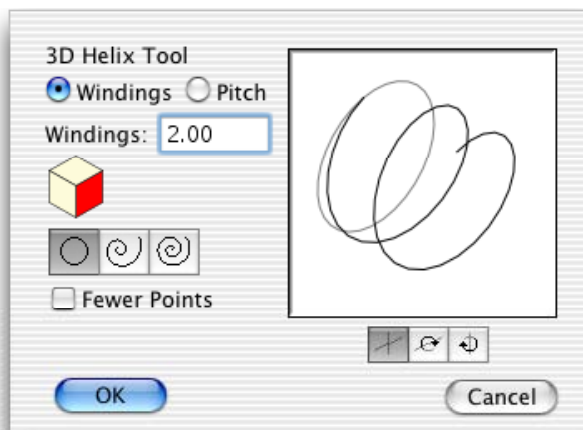 3D Helix Tool
Windings Pitch
Windings: 2.00
Fewer Points
OK Cancel